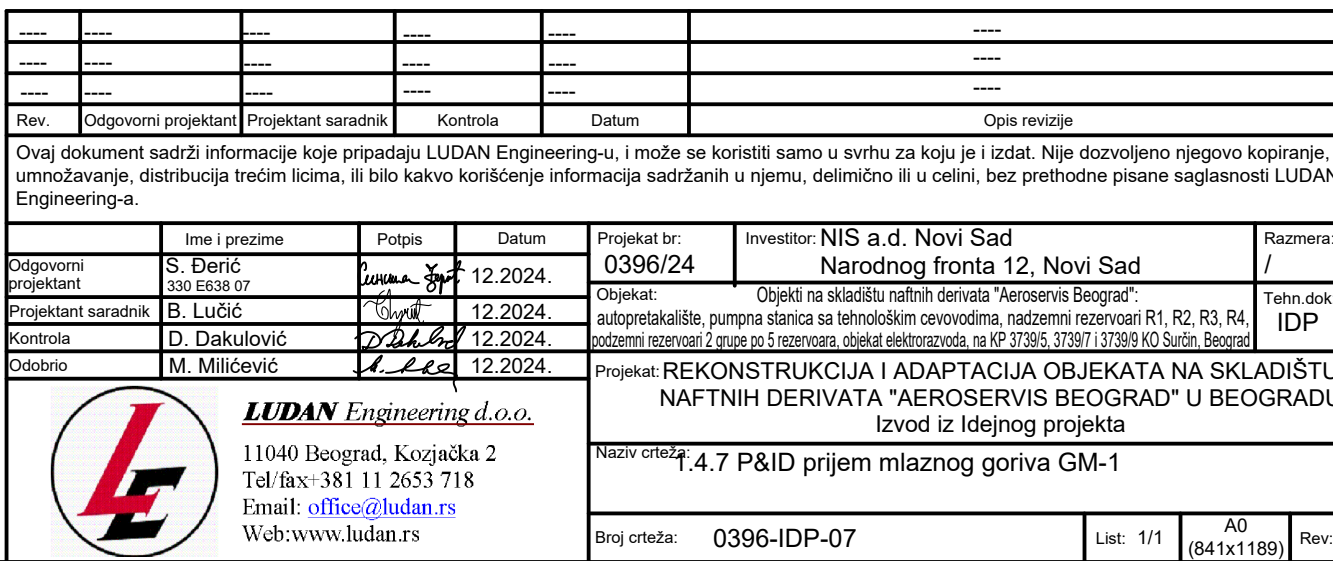 ---- ---- ---- ---- ---- ----
---- ---- ---- ---- ---- ----
---- ---- ---- ---- ---- ----
Rev. Odgovorni projektant Projektant saradnik Kontrola Datum Opis revizije
Ovaj dokument sadrži informacije koje pripadaju LUDAN Engineering-u, i može se koristiti samo u svrhu za koju je i izdat. Nije dozvoljeno njegovo kopiranje,
umnožavanje, distribucija trećim licima, ili bilo kakvo korišćenje informacija sadržanih u njemu, delimično ili u celini, bez prethodne pisane saglasnosti LUDAN
Engineering-a.
Ime i prezime Potpis Datum
Odgovorni projektant S. Đerić 12.2024.
330 E638 07
Projektant saradnik B. Lučić 12.2024.
Kontrola D. Dakulović 12.2024.
Odobrio M. Milićević 12.2024.
LE
LUDAN Engineering d.o.o.
11040 Beograd, Kozjačka 2
Tel/fax+381 11 2653 718
Email: office@ludan.rs
Web:www.ludan.rs
Projekat br: 0396/24
Investitor: NIS a.d. Novi Sad
Narodnog fronta 12, Novi Sad
Razmera:
/
Objekat: Objekti na skladištu naftnih derivata "Aeroservis Beograd":
autopretakalište, pumpna stanica sa tehnološkim cevovodima, nadzemni rezervoari R1, R2, R3, R4,
podzemni rezervoari 2 grupe po 5 rezervoara, objekat elektrorazvoda, na KP 3739/5, 3739/7 i 3739/9 KO Surčin, Beograd
Tehn.dok
IDP
Projekat: REKONSTRUKCIJA I ADAPTACIJA OBJEKATA NA SKLADIŠTU
NAFTNIH DERIVATA "AEROSERVIS BEOGRAD" U BEOGRADU
Izvod iz Idejnog projekta
Naziv crteža: 1.4.7 P&ID prijem mlaznog goriva GM-1
Broj crteža: 0396-IDP-07
List: 1/1
A0
(841x1189)
Rev: